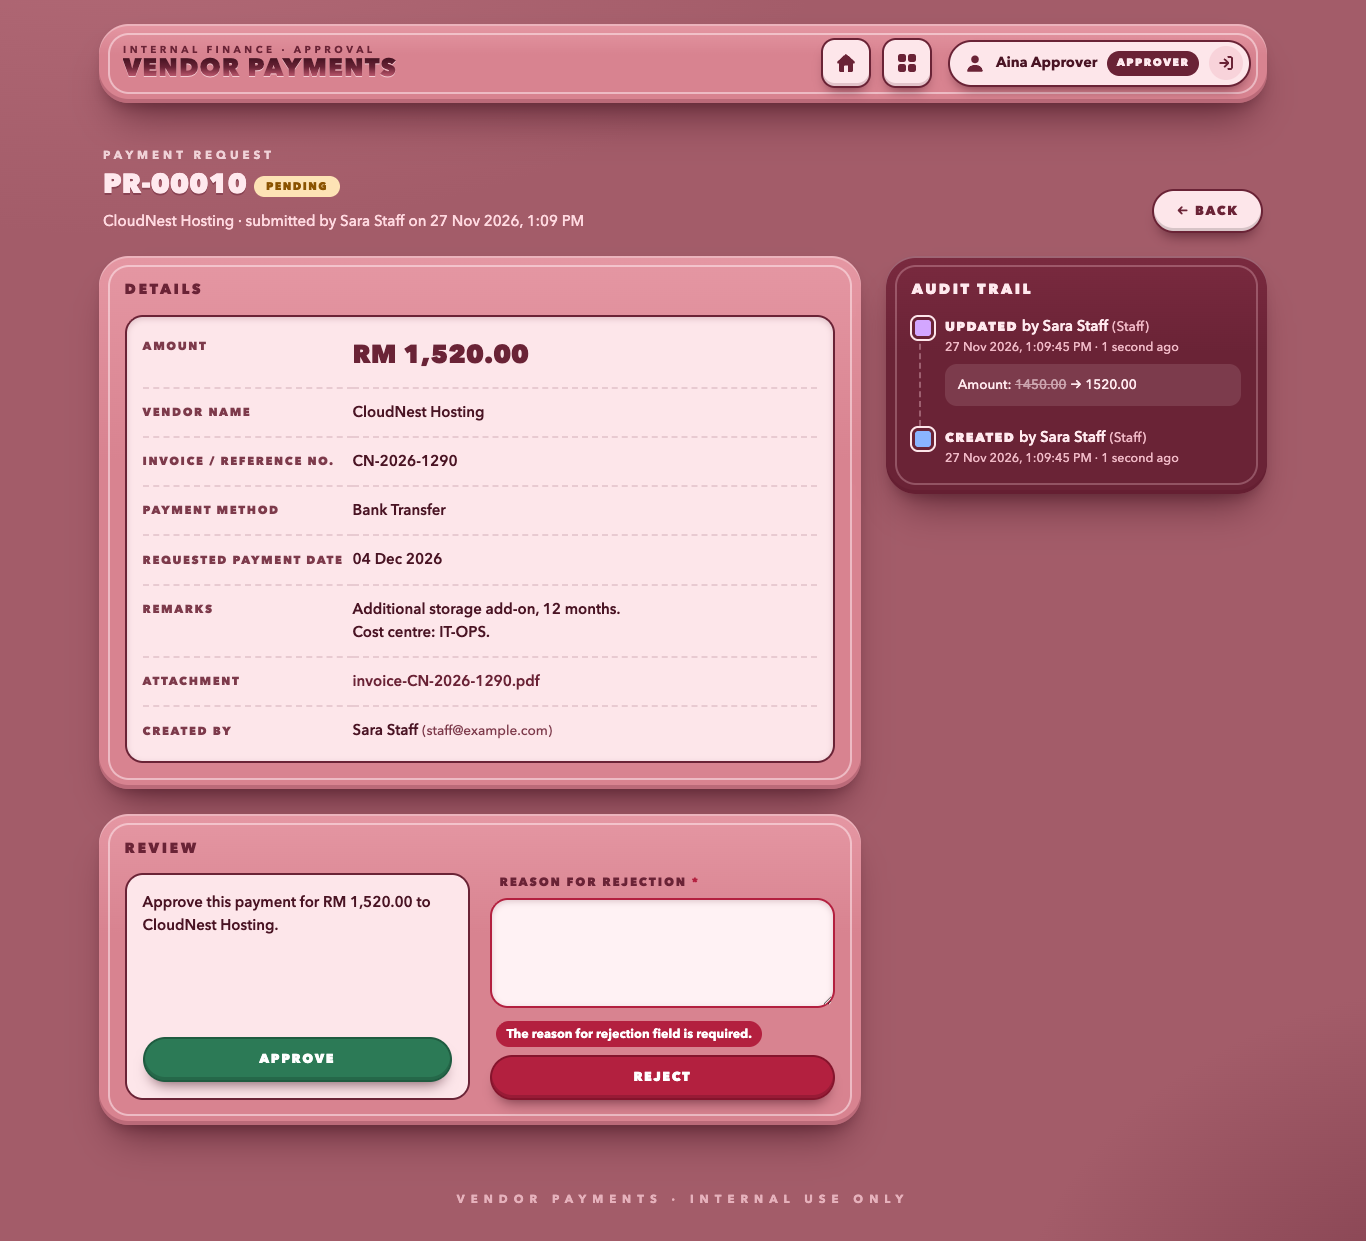 INTERNAL FINANCE · APPROVAL
VENDOR PAYMENTS
Aina Approver
APPROVER
PAYMENT REQUEST
PR-00010
PENDING
CloudNest Hosting · submitted by Sara Staff on 27 Nov 2026, 1:09 PM
← BACK
DETAILS
AMOUNT
RM 1,520.00
VENDOR NAME
CloudNest Hosting
INVOICE / REFERENCE NO.
CN-2026-1290
PAYMENT METHOD
Bank Transfer
REQUESTED PAYMENT DATE
04 Dec 2026
REMARKS
Additional storage add-on, 12 months.
Cost centre: IT-OPS.
ATTACHMENT
invoice-CN-2026-1290.pdf
CREATED BY
Sara Staff (staff@example.com)
AUDIT TRAIL
UPDATED by Sara Staff (Staff)
27 Nov 2026, 1:09:45 PM · 1 second ago
Amount: 1450.00 → 1520.00
CREATED by Sara Staff (Staff)
27 Nov 2026, 1:09:45 PM · 1 second ago
REVIEW
Approve this payment for RM 1,520.00 to
CloudNest Hosting.
APPROVE
REASON FOR REJECTION *
The reason for rejection field is required.
REJECT
VENDOR PAYMENTS · INTERNAL USE ONLY